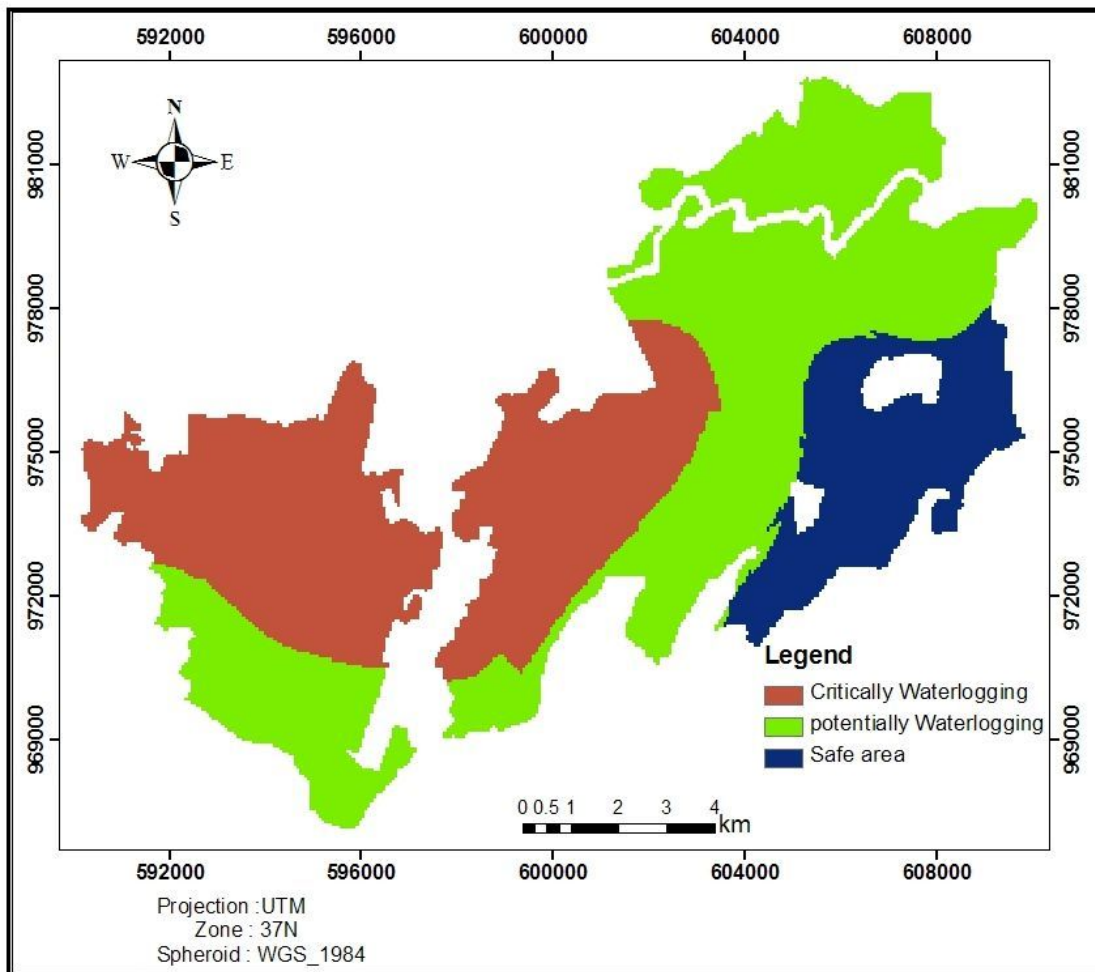 592000 596000 600000 604000 608000
N
W E
S
981000 981000
978000 978000
975000 975000
972000 972000
969000 969000
Legend
Critically Waterlogging
potentially Waterlogging
Safe area
0 0.5 1 2 3 4
km
592000 596000 600000 604000 608000
Projection :UTM
Zone : 37N
Spheroid : WGS_1984